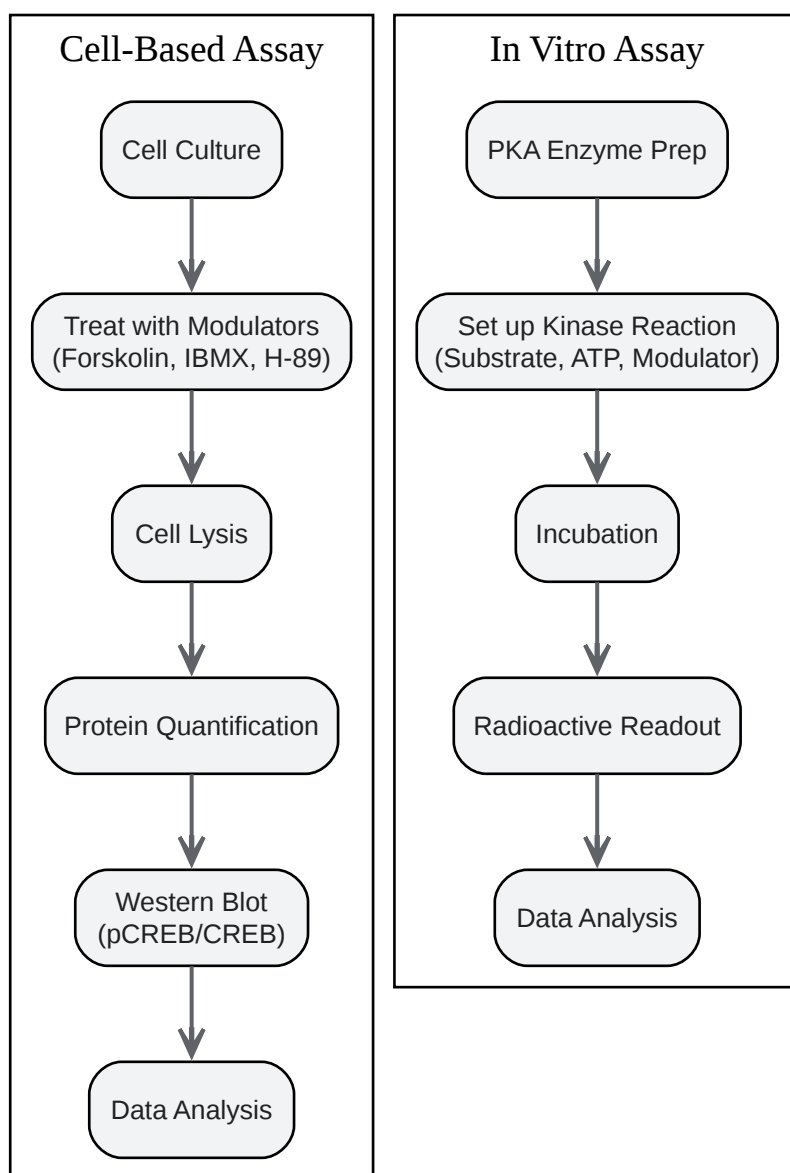 Cell-Based Assay
Cell Culture
Treat with Modulators
(Forskolin, IBMX, H-89)
Cell Lysis
Protein Quantification
Western Blot
(pCREB/CREB)
Data Analysis
In Vitro Assay
PKA Enzyme Prep
Set up Kinase Reaction
(Substrate, ATP, Modulator)
Incubation
Radioactive Readout
Data Analysis